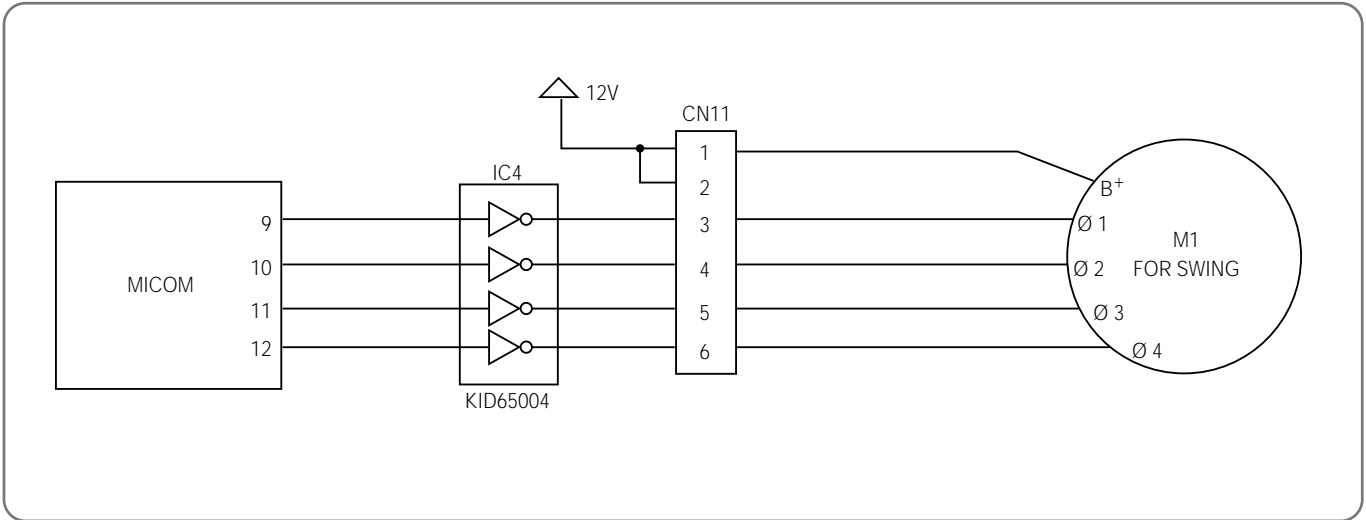 12V
CN11
IC4
MICOM
9
10
11
12
KID65004
1
2
3
4
5
6
B+
Ø 1
Ø 2
Ø 3
Ø 4
M1
FOR SWING